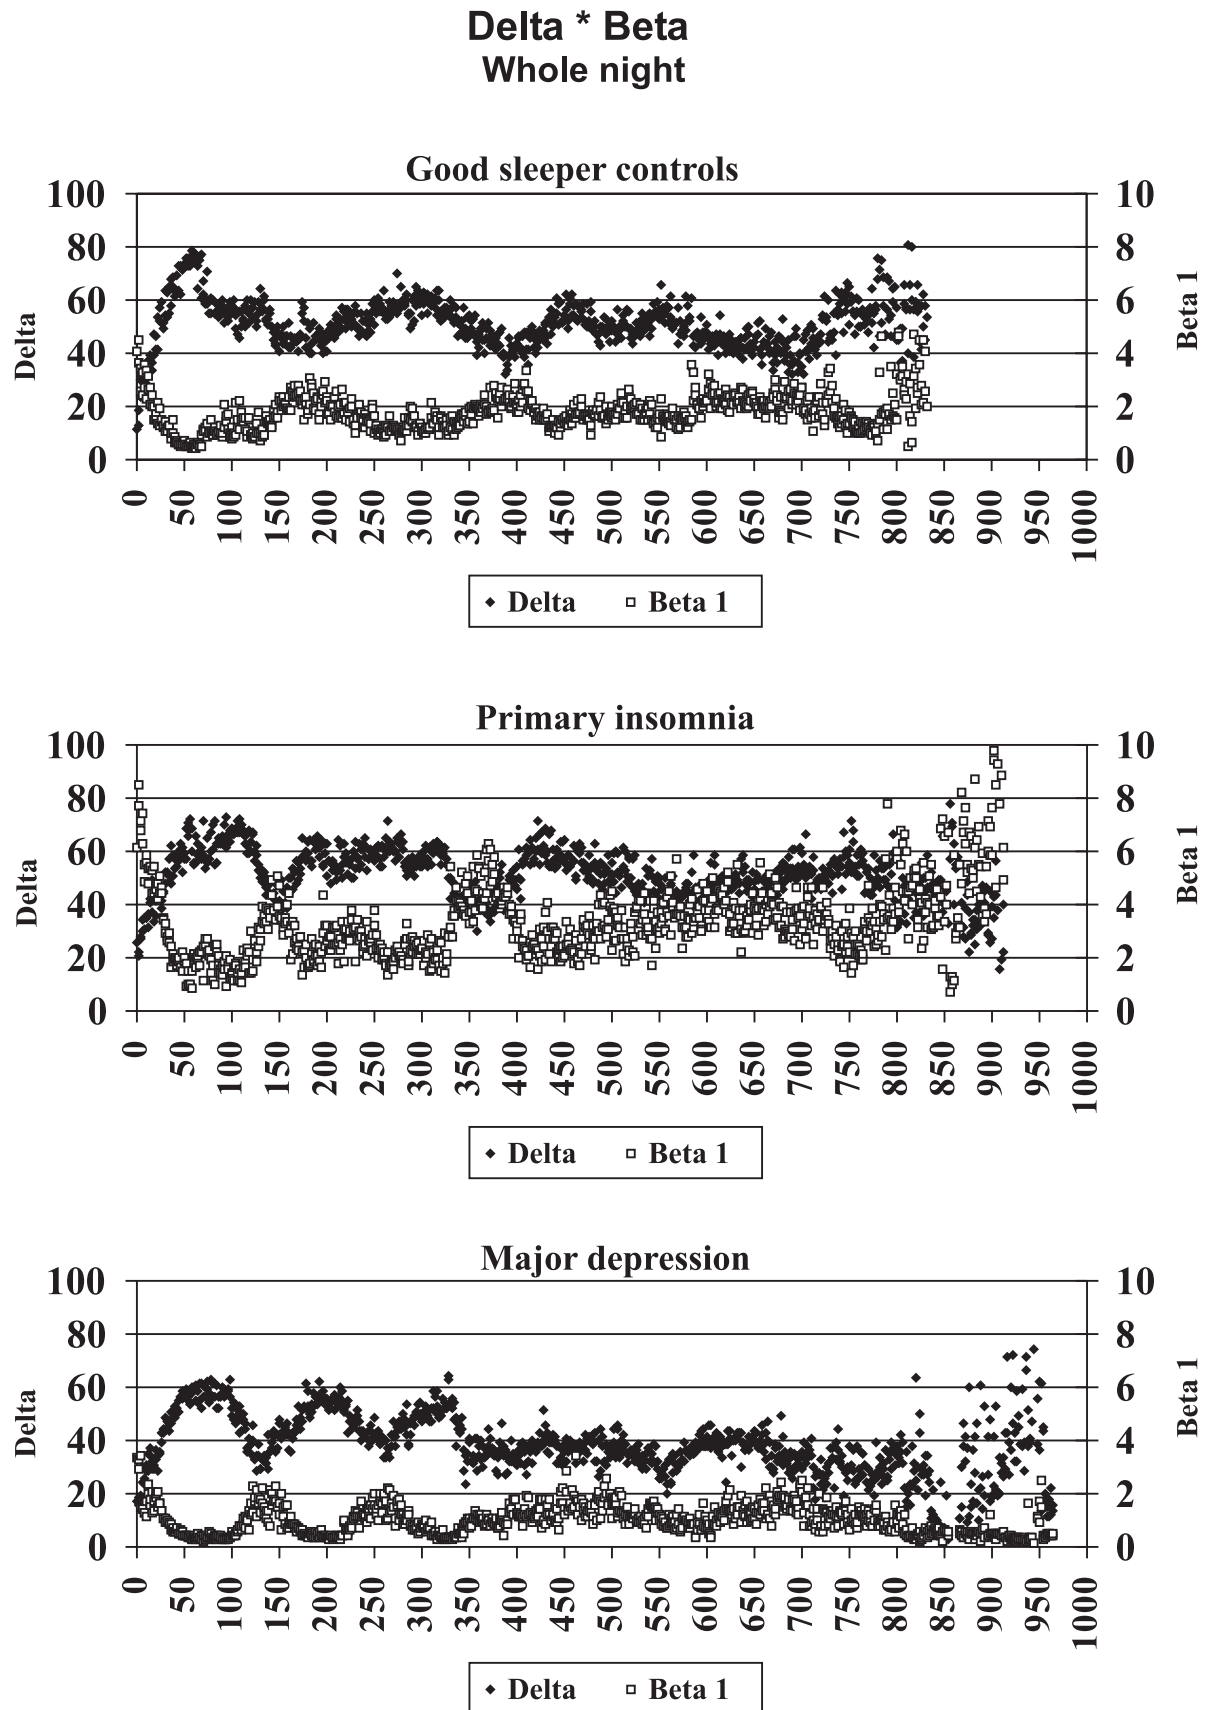 Delta * Beta
Whole night
Good sleeper controls
100 10
80 8
60 6
40 4
20 2
0 0
Delta
Beta 1
0 50 100 150 200 250 300 350 400 450 500 550 600 650 700 750 800 850 900 950 1000
Delta Beta 1
Primary insomnia
100 10
80 8
60 6
40 4
20 2
0 0
Delta
Beta 1
0 50 100 150 200 250 300 350 400 450 500 550 600 650 700 750 800 850 900 950 1000
Delta Beta 1
Major depression
100 10
80 8
60 6
40 4
20 2
0 0
Delta
Beta 1
0 50 100 150 200 250 300 350 400 450 500 550 600 650 700 750 800 850 900 950 1000
Delta Beta 1